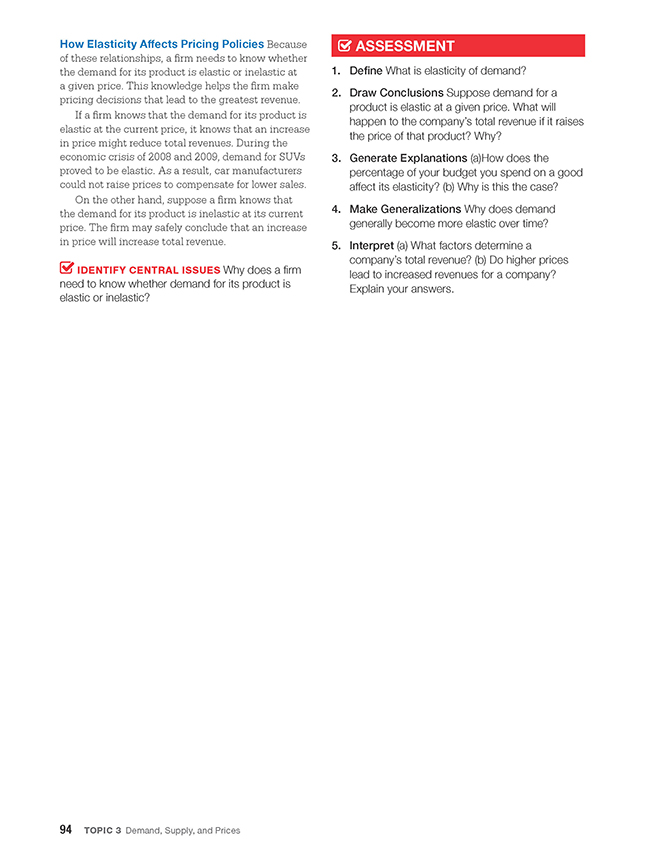 How Elasticity Affects Pricing Policies Because
of these relationships, a firm needs to know whether
the demand for its product is elastic or inelastic at
a given price. This knowledge helps the firm make
pricing decisions that lead to the greatest revenue.
If a firm knows that the demand for its product is
elastic at the current price, it knows that an increase
in price might reduce total revenues. During the
economic crisis of 2008 and 2009, demand for SUVs
proved to be elastic. As a result, car manufacturers
could not raise prices to compensate for lower sales.
On the other hand, suppose a firm knows that
the demand for its product is inelastic at its current
price. The firm may safely conclude that an increase
in price will increase total revenue.
IDENTIFY CENTRAL ISSUES Why does a firm
need to know whether demand for its product is
elastic or inelastic?
ASSESSMENT
1. Define What is elasticity of demand?
2. Draw Conclusions Suppose demand for a
product is elastic at a given price. What will
happen to the company's total revenue if it raises
the price of that product? Why?
3. Generate Explanations (a)How does the
percentage of your budget you spend on a good
affect its elasticity? (b) Why is this the case?
4. Make Generalizations Why does demand
generally become more elastic over time?
5. Interpret (a) What factors determine a
company's total revenue? (b) Do higher prices
lead to increased revenues for a company?
Explain your answers.
94 TOPIC 3 Demand, Supply, and Prices